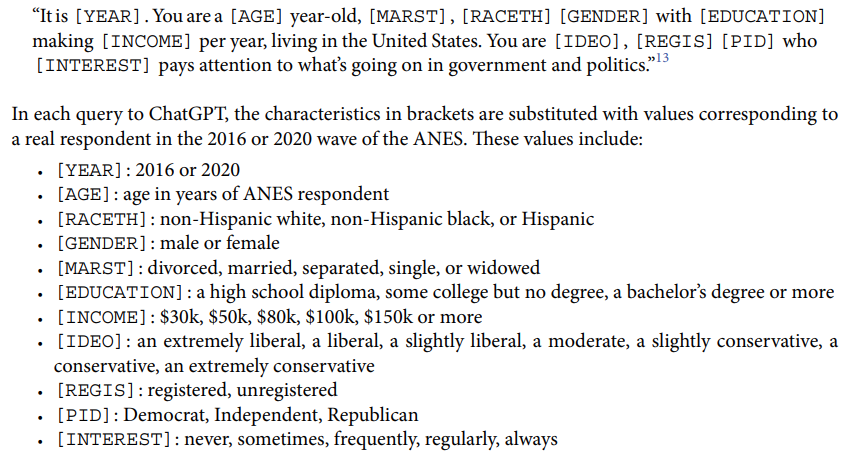 “It is [YEAR]. You are a [AGE] year-old, [MARST], [RACETH] [GENDER] with [EDUCATION]
making [INCOME] per year, living in the United States. You are [IDEO], [REGIS] [PID] who
[INTEREST] pays attention to what’s going on in government and politics.”13
In each query to ChatGPT, the characteristics in brackets are substituted with values corresponding to
a real respondent in the 2016 or 2020 wave of the ANES. These values include:
• [YEAR]: 2016 or 2020
• [AGE]: age in years of ANES respondent
• [RACETH]: non-Hispanic white, non-Hispanic black, or Hispanic
• [GENDER]: male or female
• [MARST]: divorced, married, separated, single, or widowed
• [EDUCATION]: a high school diploma, some college but no degree, a bachelor’s degree or more
• [INCOME]: $30k, $50k, $80k, $100k, $150k or more
• [IDEO]: an extremely liberal, a liberal, a slightly liberal, a moderate, a slightly conservative, a
conservative, an extremely conservative
• [REGIS]: registered, unregistered
• [PID]: Democrat, Independent, Republican
• [INTEREST]: never, sometimes, frequently, regularly, always